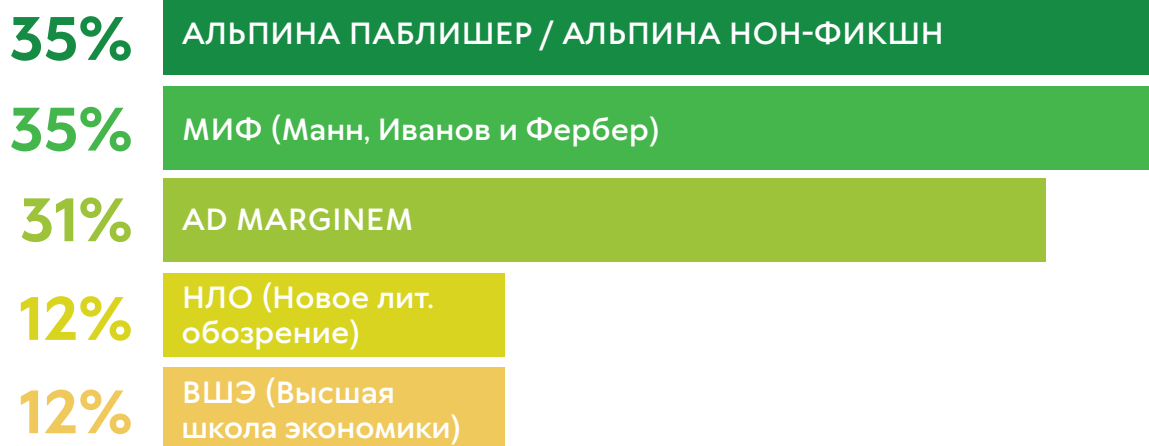 35% АЛЬПИНА ПАБЛИШЕР / АЛЬПИНА НОН-ФИКШН
35% МИФ (Манн, Иванов и Фербер)
31% AD MARGINEM
12% НЛО (Новое лит.
обозрение)
12% ВШЭ (Высшая
школа экономики)